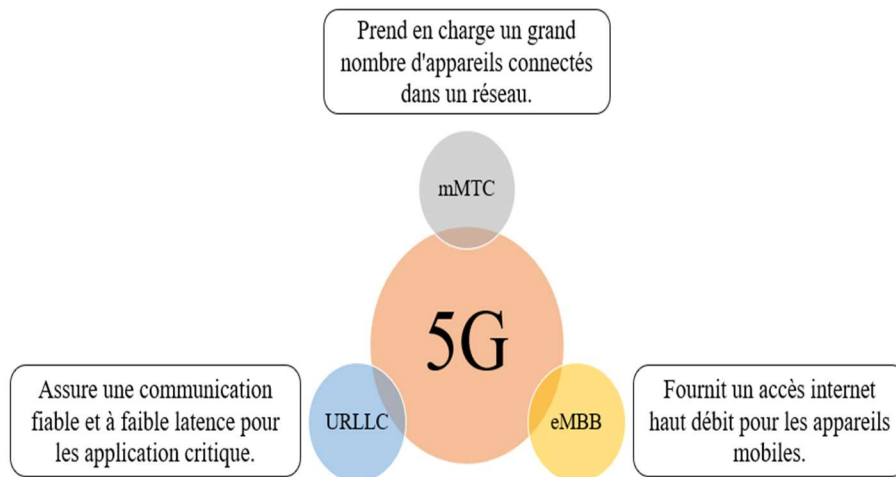 Prend en charge un grand
nombre d'appareils connectés
dans un réseau.
mMTC
5G
Assure une communication
fiable et à faible latence pour
les application critique.
URLLC
eMBB
Fournit un accès internet
haut débit pour les appareils
mobiles.